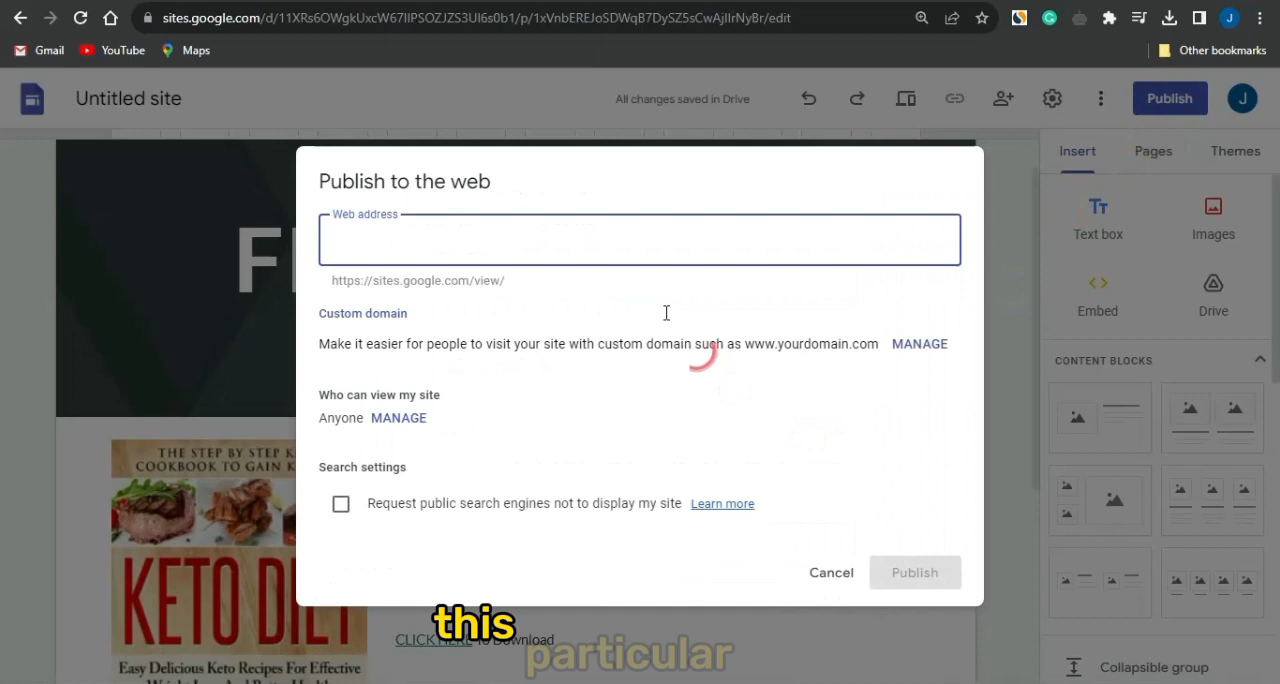 sites.google.com/d/11XRs6OWgkUxcW67IIPSOZJZS3UI6s0b1/p/1xVnbEREJoSDWqB7DySZ5sCwAjIIrNyBr/edit
J
Gmail
YouTube
Maps
Other bookmarks
Untitled site
All changes saved in Drive
Publish
J
Insert
Pages
Themes
Publish to the web
Web address
https://sites.google.com/view/
Custom domain
Make it easier for people to visit your site with custom domain such as www.yourdomain.com MANAGE
Who can view my site
Anyone MANAGE
Search settings
Request public search engines not to display my site Learn more
Cancel
Publish
Tт
Text box
Images
Embed
Drive
CONTENT BLOCKS
Collapsible group
F
THE STEP BY STEP K
COOKBOOK TO GAIN K
KETO DIET
Easy Delicious Keto Recipes For Effective
CLICK HERE To Download
this
particular